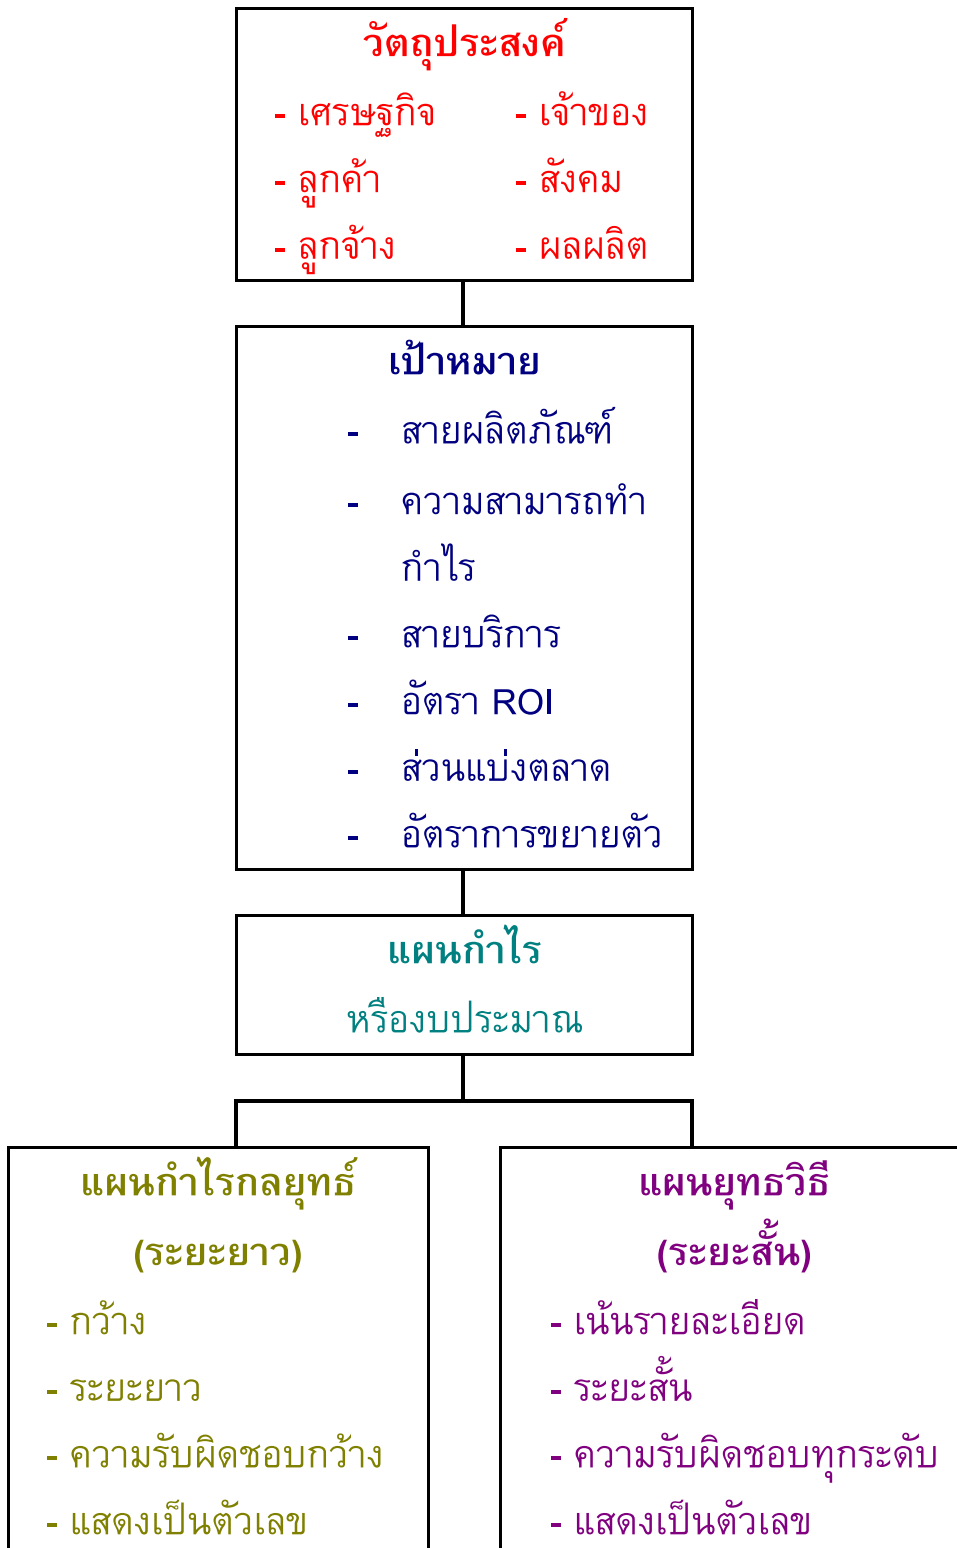 วัตถุประสงค์
- เศรษฐกิจ - เจ้าของ
- ลูกค้า - สังคม
- ลูกจ้าง - ผลผลิต
เป้าหมาย
- สายผลิตภัณฑ์
- ความสามารถทำ
กำไร
- สายบริการ
- อัตรา ROI
- ส่วนแบ่งตลาด
- อัตราการขยายตัว
แผนกำไร
หรืองบประมาณ
แผนกำไรกลยุทธ์
(ระยะยาว)
- กว้าง
- ระยะยาว
- ความรับผิดชอบกว้าง
- แสดงเป็นตัวเลข
แผนยุทธวิธี
(ระยะสั้น)
- เน้นรายละเอียด
- ระยะสั้น
- ความรับผิดชอบทุกระดับ
- แสดงเป็นตัวเลข